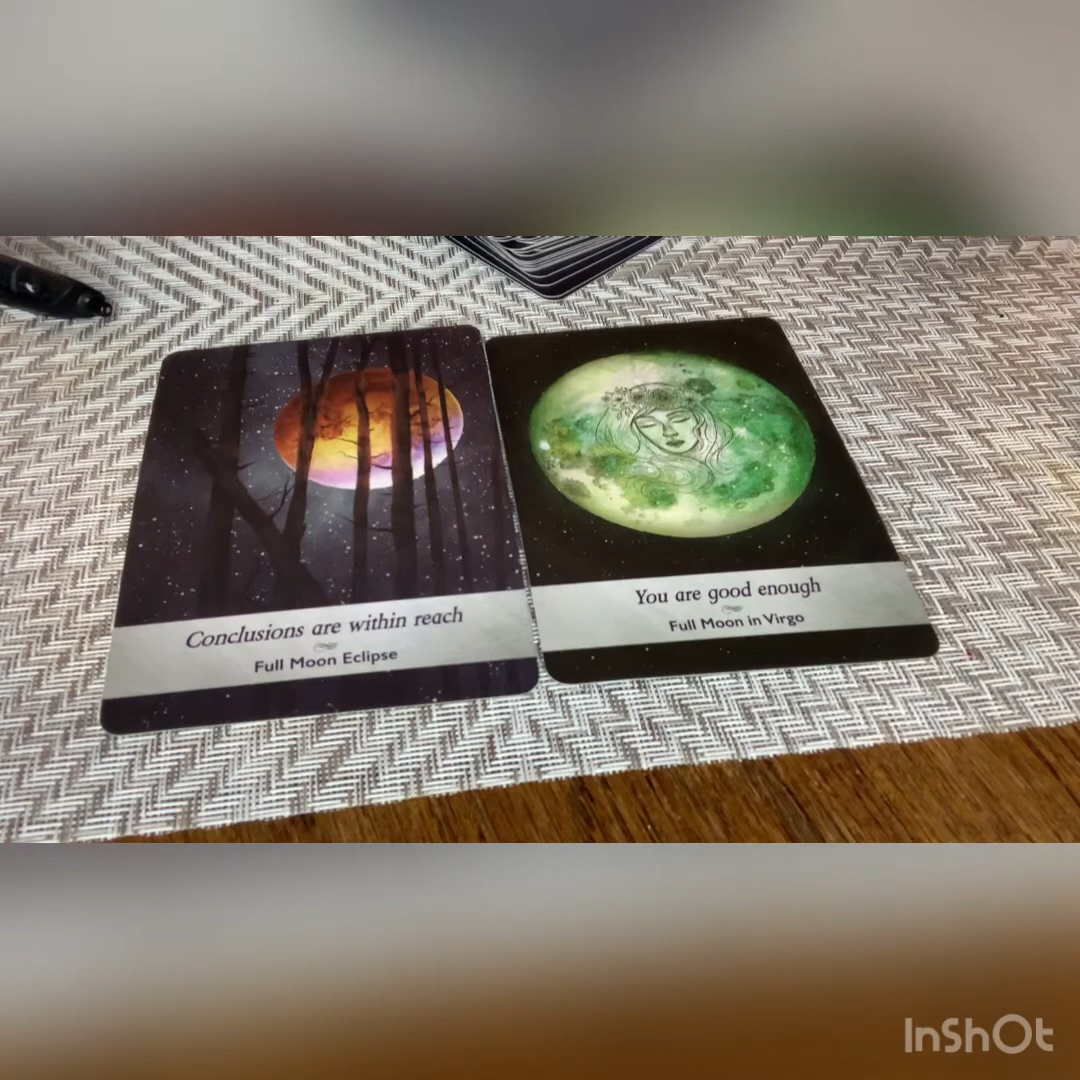 Conclusions are within reach
Full Moon Eclipse
You are good enough
Full Moon in Virgo
InShOt